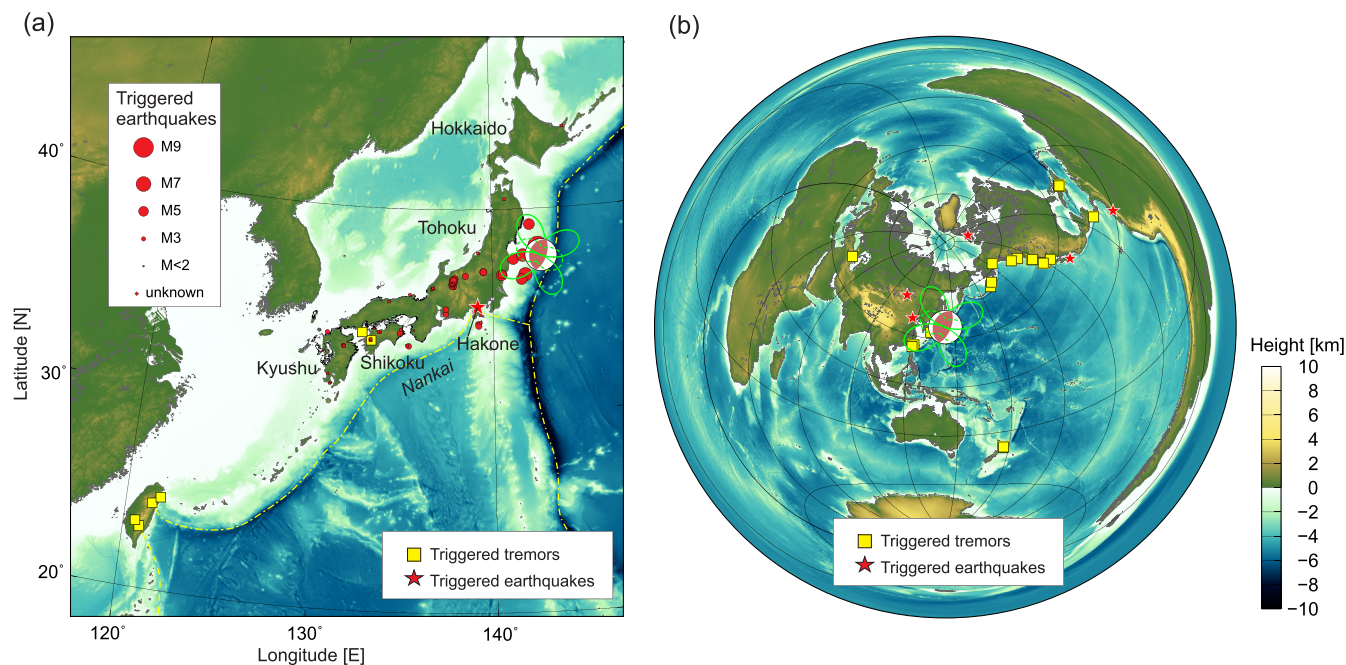 (a)
Triggered
earthquakes
M9
M7
M5
M3
M<2
unknown
Hokkaido
Tohoku
Hakone
Kyushu
Shikoku
Nankai
40°
30°
20°
Latitude [N]
120°
130°
140°
Longitude [E]
Triggered tremors
Triggered earthquakes
(b)
Triggered tremors
Triggered earthquakes
Height [km]
10
8
6
4
2
0
−2
−4
−6
−8
−10